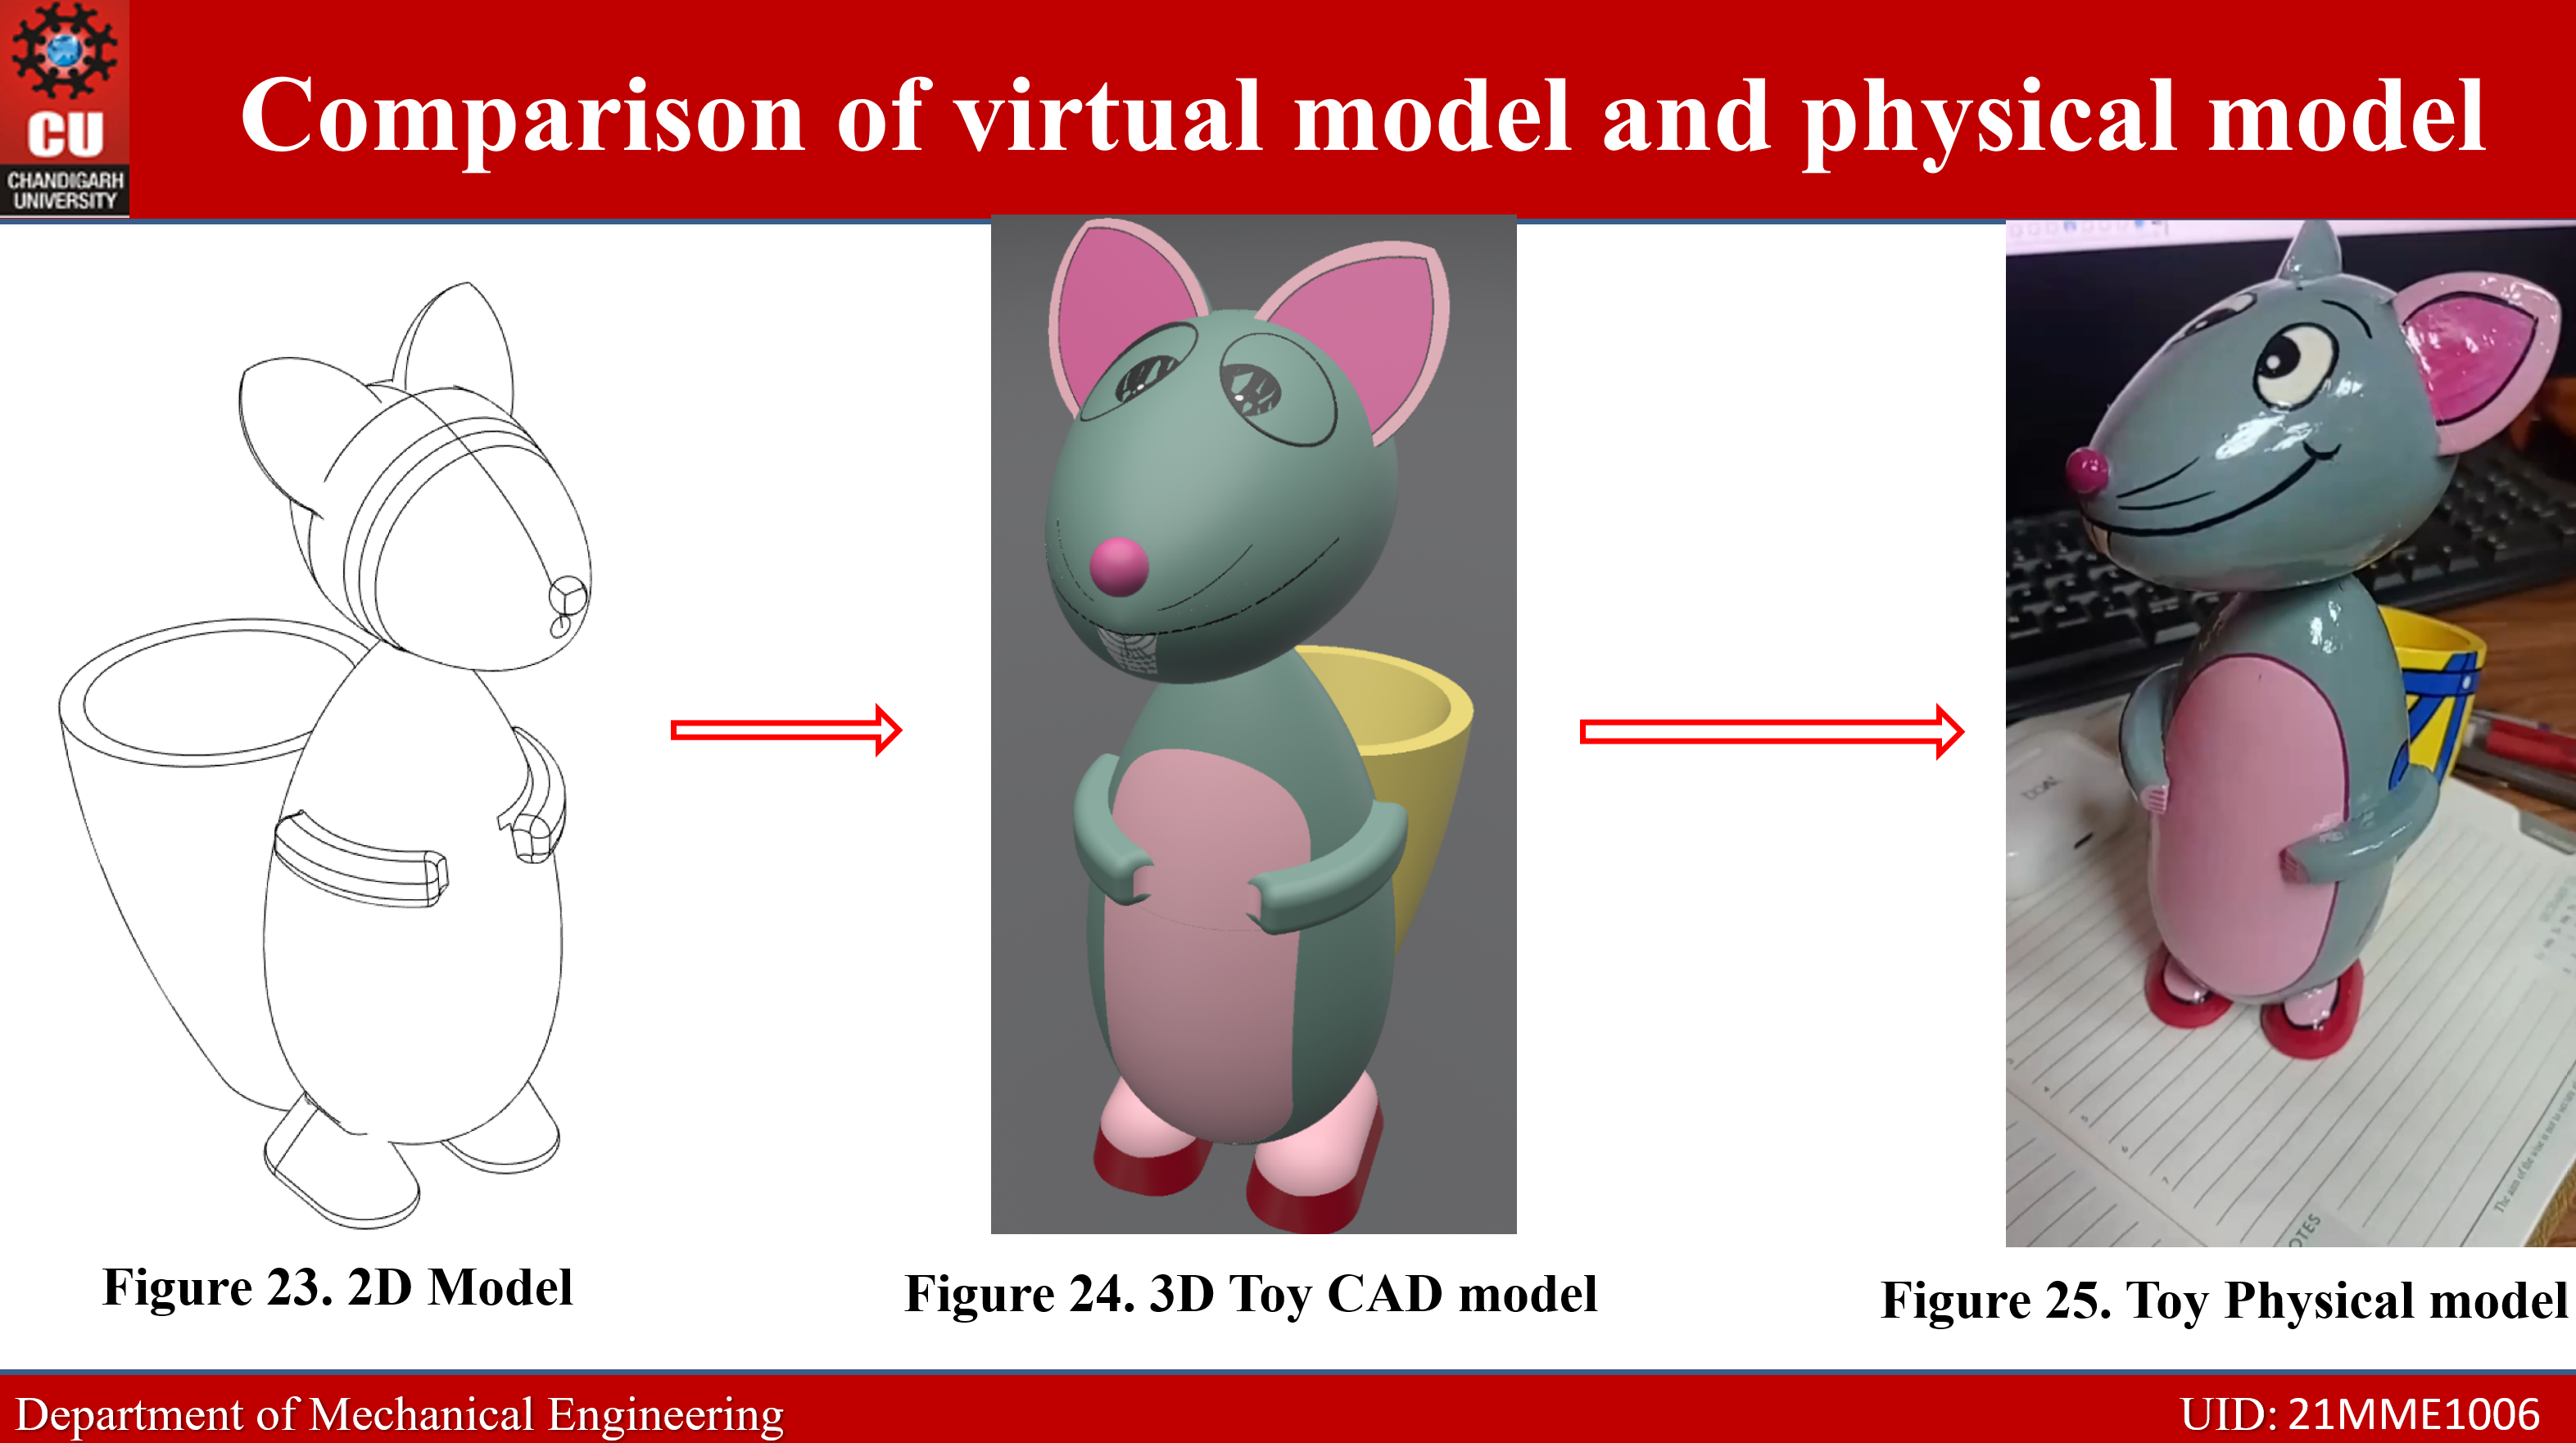 CU
CHANDIGARH
UNIVERSITY
Comparison of virtual model and physical model
Figure 23. 2D Model
Figure 24. 3D Toy CAD model
Figure 25. Toy Physical model
Department of Mechanical Engineering
UID: 21MME1006